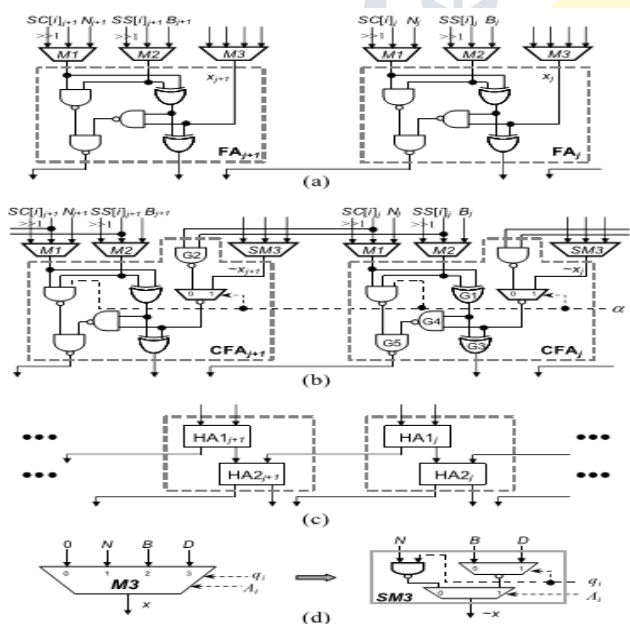 SC[i]j+1 Nj+1 SS[i]j+1 Bj+1 SC[i]j Nj SS[i]j Bj
>>1 >>1 >>1 >>1
M1 M2 M3 M1 M2 M3
xj+1 xj
FAj+1 FAj
(a)
SC[i]j+1 Nj+1 SS[i]j+1 Bj+1 SC[i]j Nj SS[i]j Bj
>>1 >>1 >>1 >>1
M1 M2 G2 SM3 M1 M2 SM3
~xj+1 ~xj
0 1 G1 0 1
α
G4
G5 G3
CFAj+1 CFAj
(b)
HA1j+1 HA1j
HA2j+1 HA2j
(c)
0 N B D N B D
0 1 2 3 0 1
M3 qi qi
Ai 0 1 Ai
SM3
x ~x
(d)